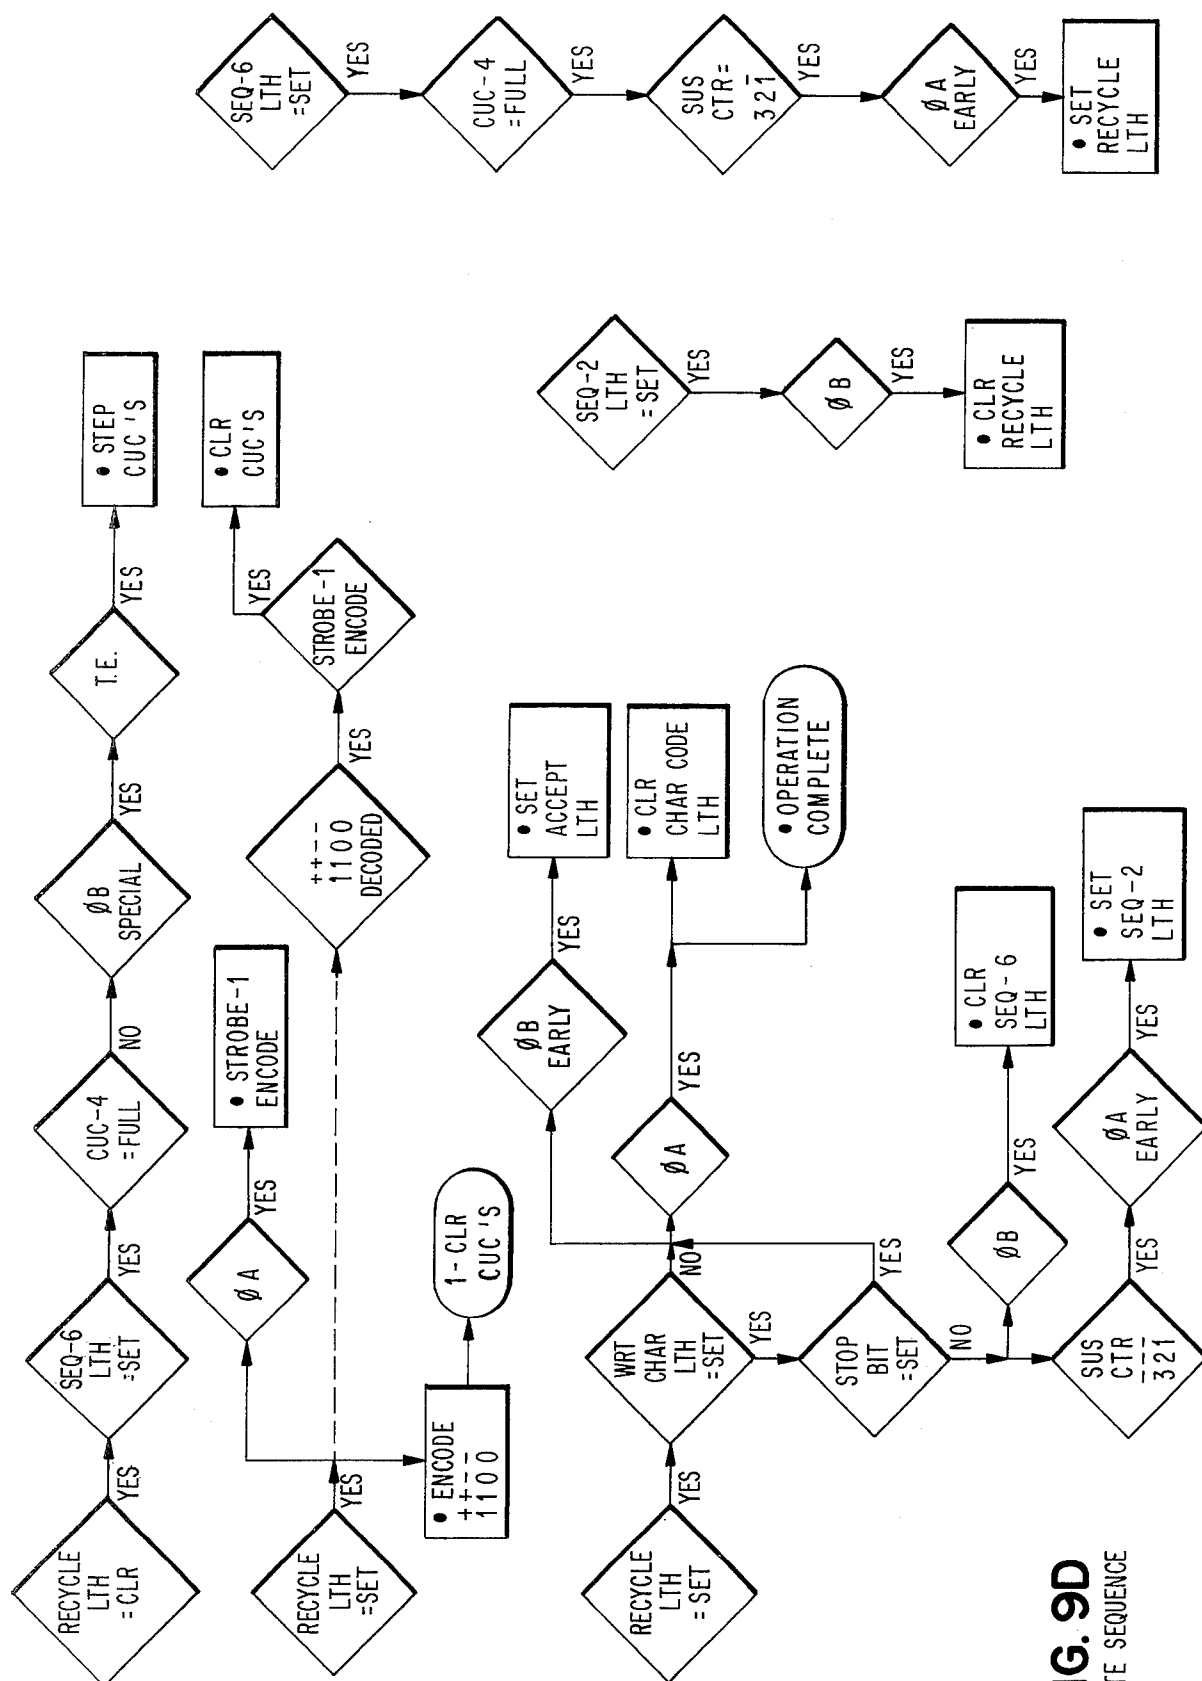 RECYCLE
LTH
=CLR
YES
SEQ-6
LTH
=SET
YES
CUC-4
=FULL
NO
ØB
SPECIAL
YES
T.E.
YES
• STEP
CUC'S
RECYCLE
LTH
=SET
YES
ØA
YES
• STROBE-1
ENCODE
++--
1100
DECODED
YES
STROBE-1
ENCODE
YES
• CLR
CUC'S
• ENCODE
++--
1100
1-CLR
CUC'S
RECYCLE
LTH
=SET
YES
WRT
CHAR
LTH
=SET
NO
YES
ØB
EARLY
YES
• SET
ACCEPT
LTH
ØA
YES
• CLR
CHAR CODE
LTH
• OPERATION
COMPLETE
STOP
BIT
=SET
YES
NO
ØB
YES
• CLR
SEQ-6
LTH
SUS
CTR
3̅2̅1̅
YES
ØA
EARLY
YES
• SET
SEQ-2
LTH
SEQ-6
LTH
=SET
YES
CUC-4
=FULL
YES
SUS
CTR=
321̅
YES
ØA
EARLY
YES
• SET
RECYCLE
LTH
SEQ-2
LTH
=SET
YES
ØB
YES
• CLR
RECYCLE
LTH
IG. 9D
TE SEQUENCE